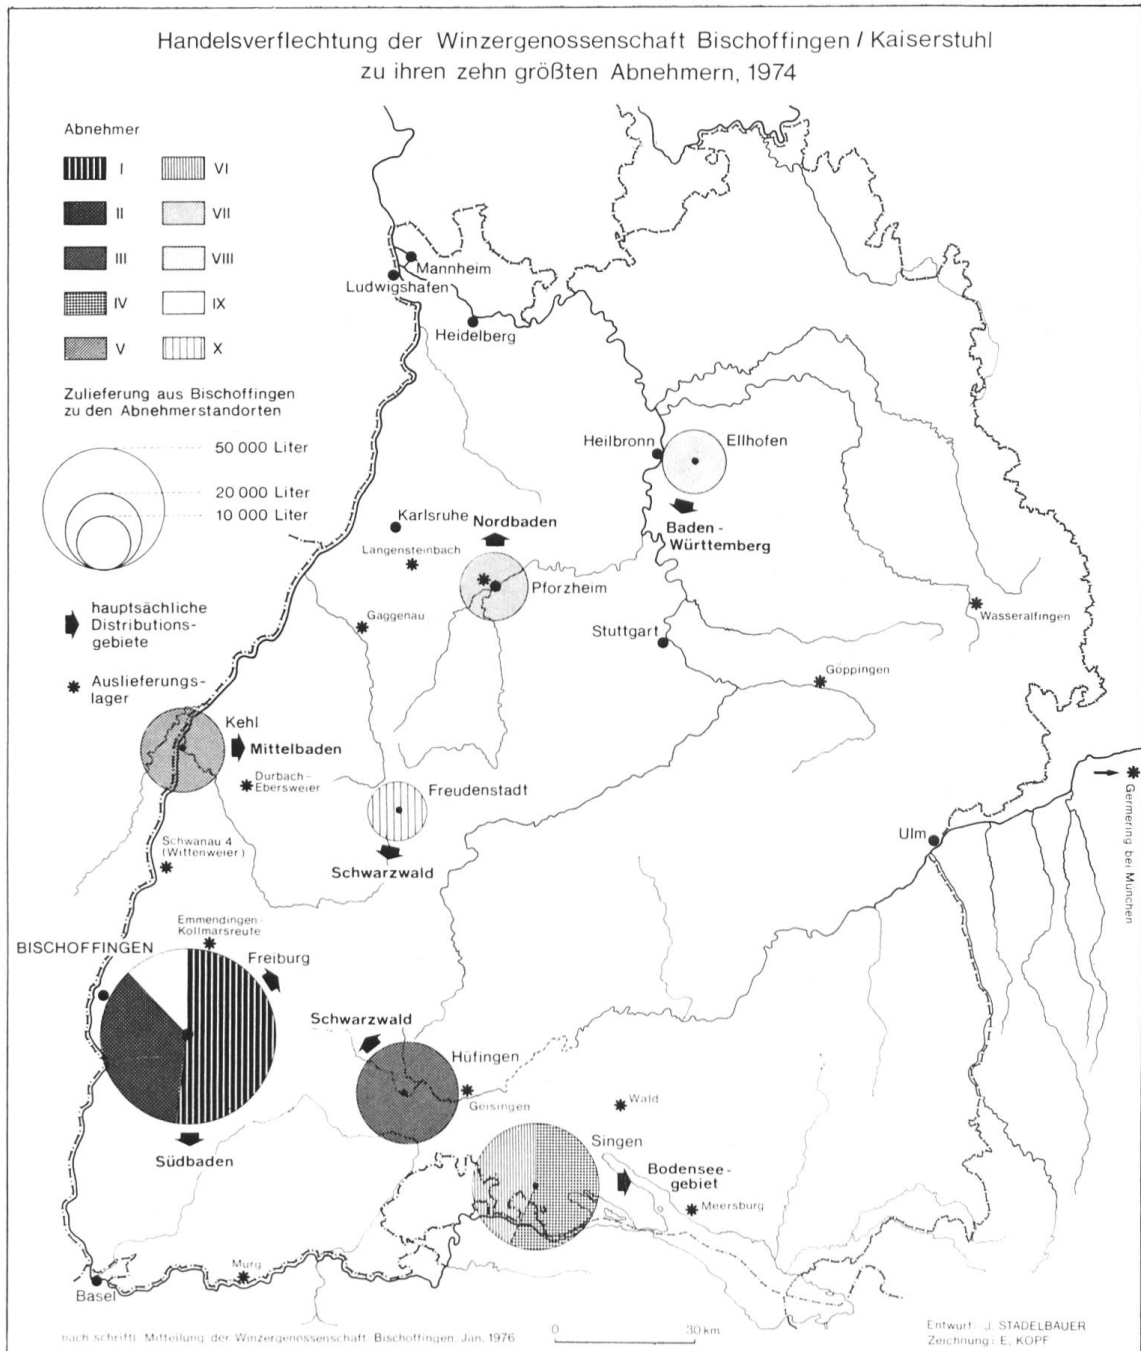 Handelsverflechtung der Winzergenossenschaft Bischoffingen / Kaiserstuhl
zu ihren zehn größten Abnehmern, 1974
Abnehmer
I
VI
II
VII
III
VIII
IV
IX
V
X
Zulieferung aus Bischoffingen
zu den Abnehmerstandorten
50 000 Liter
20 000 Liter
10 000 Liter
hauptsächliche
Distributions-
gebiete
Auslieferungs-
lager
Mannheim
Ludwigshafen
Heidelberg
Heilbronn
Ellhofen
Baden-
Württemberg
Karlsruhe
Nordbaden
Langensteinbach
Pforzheim
Gaggenau
Stuttgart
Wasseralfingen
Göppingen
Kehl
Mittelbaden
Durbach-
Ebersweier
Freudenstadt
Schwarzwald
Schwanau 4
(Wittenweier)
Ulm
Germering bei München
Emmendingen-
Kollmarsreute
BISCHOFFINGEN
Freiburg
Südbaden
Schwarzwald
Hüfingen
Geisingen
Wald
Singen
Bodensee-
gebiet
Meersburg
Murg
Basel
nach schriftl. Mitteilung der Winzergenossenschaft Bischoffingen, Jan. 1976
0 30 km
Entwurf: J. STADELBAUER
Zeichnung: E. KOPF